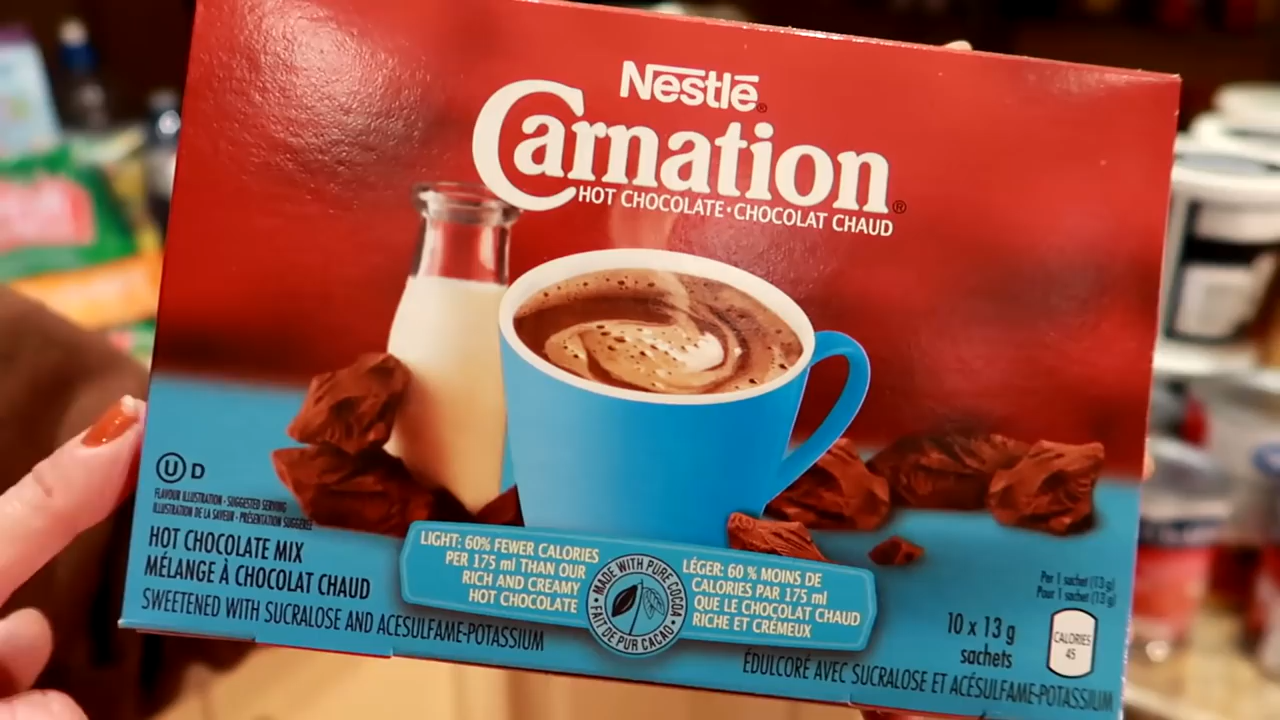 Nestlé®
Carnation®
HOT CHOCOLATE • CHOCOLAT CHAUD
U D
FLAVOUR ILLUSTRATION • SUGGESTED SERVING
ILLUSTRATION DE LA SAVEUR • PRÉSENTATION SUGGÉRÉE
HOT CHOCOLATE MIX
MÉLANGE À CHOCOLAT CHAUD
SWEETENED WITH SUCRALOSE AND ACESULFAME-POTASSIUM
LIGHT: 60% FEWER CALORIES
PER 175 ml THAN OUR
RICH AND CREAMY
HOT CHOCOLATE
• MADE WITH PURE COCOA •
FAIT DE PUR CACAO
LÉGER: 60 % MOINS DE
CALORIES PAR 175 ml
QUE LE CHOCOLAT CHAUD
RICHE ET CRÉMEUX
Per 1 sachet (13 g)
Pour 1 sachet (13 g)
10 x 13 g
sachets
CALORIES
45
ÉDULCORÉ AVEC SUCRALOSE ET ACÉSULFAME-POTASSIUM